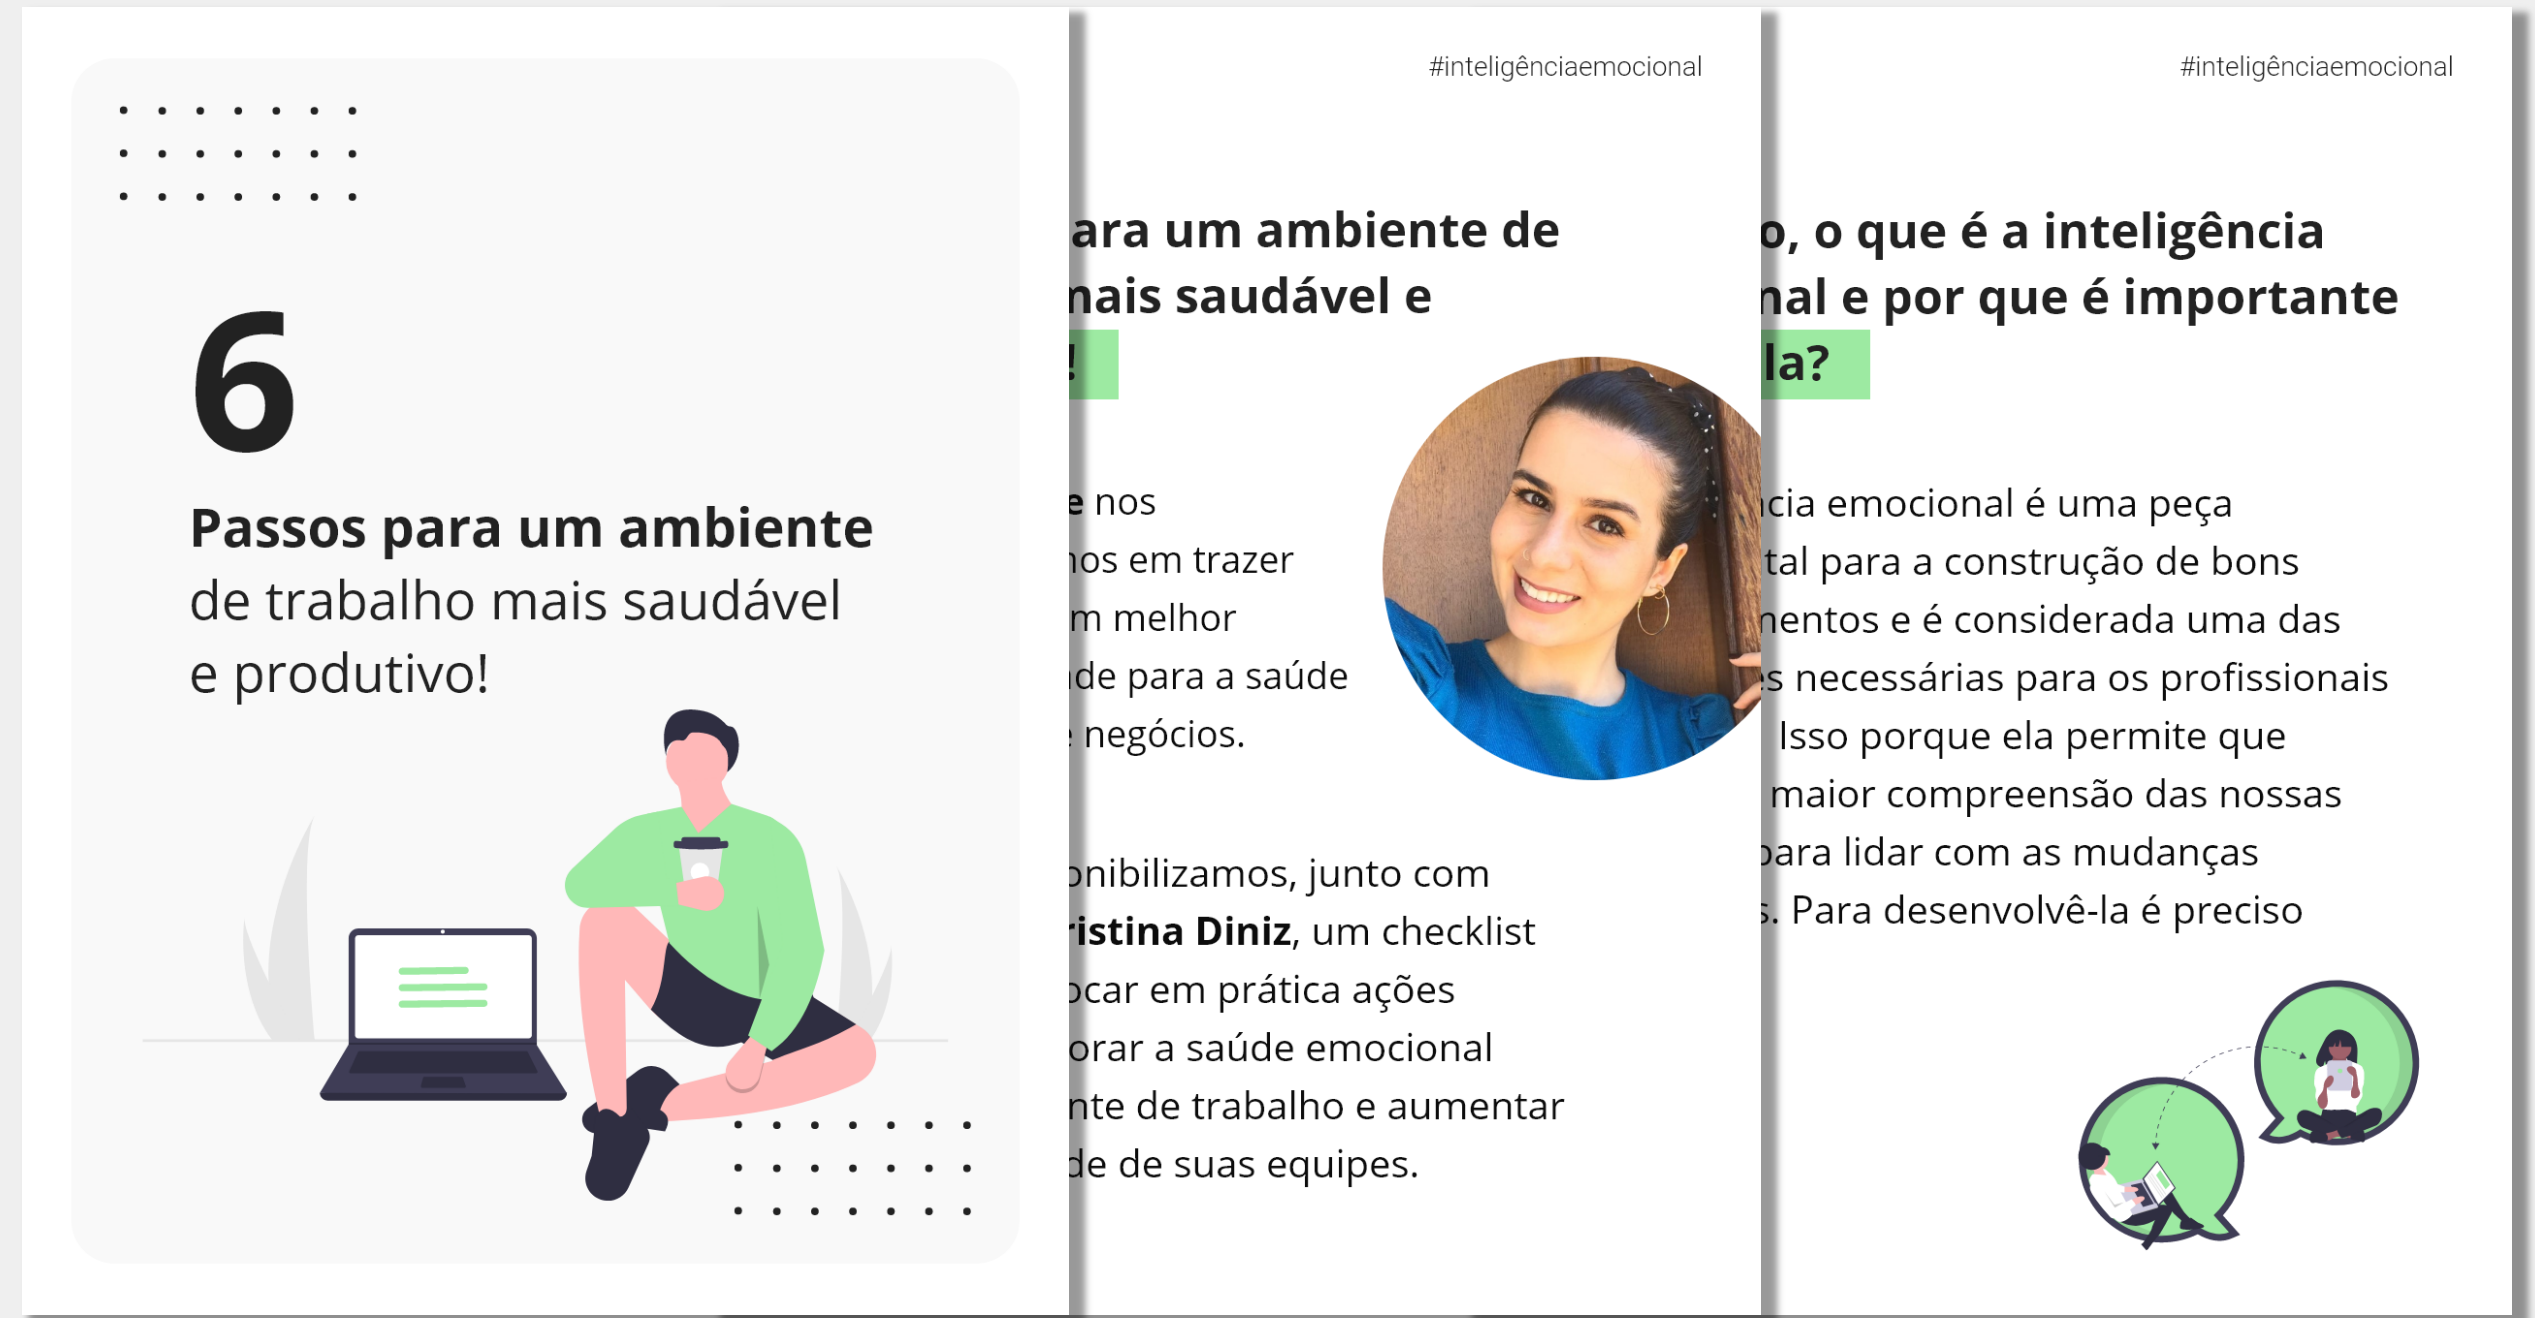 6
Passos para um ambiente
de trabalho mais saudável
e produtivo!
#inteligênciaemocional
ara um ambiente de
mais saudável e
!
e nos
nos em trazer
m melhor
de para a saúde
e negócios.
onibilizamos, junto com
ristina Diniz, um checklist
ocar em prática ações
orar a saúde emocional
nte de trabalho e aumentar
de de suas equipes.
#inteligênciaemocional
o, o que é a inteligência
nal e por que é importante
la?
cia emocional é uma peça
tal para a construção de bons
mentos e é considerada uma das
es necessárias para os profissionais
Isso porque ela permite que
maior compreensão das nossas
para lidar com as mudanças
s. Para desenvolvê-la é preciso